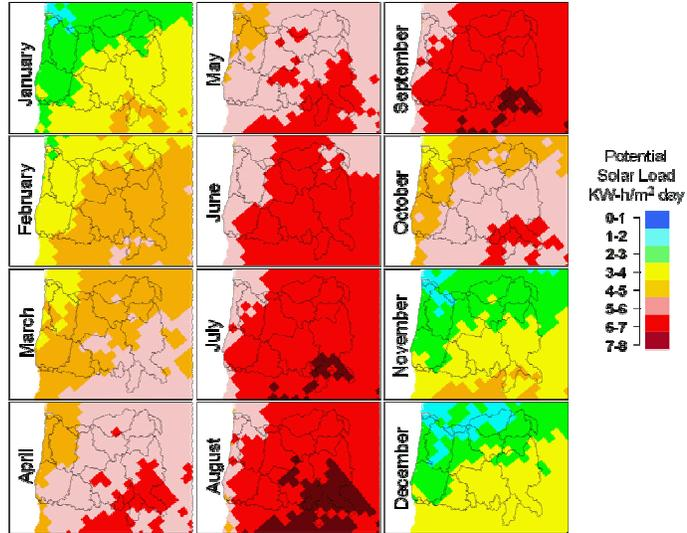 January
May
September
February
June
October
March
July
November
April
August
December
Potential
Solar Load
KW-h/m² day
0-1
1-2
2-3
3-4
4-5
5-6
6-7
7-8